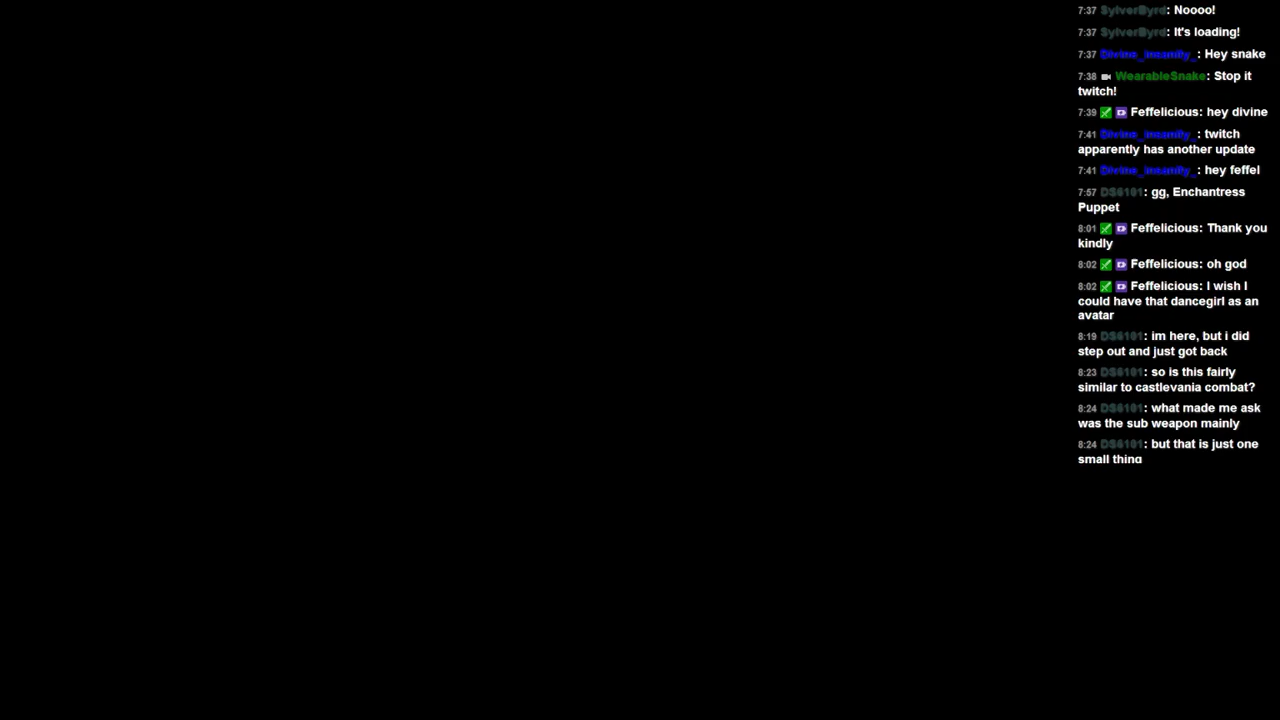 7:37 SylverByrd: Noooo!
7:37 SylverByrd: It's loading!
7:37 Divine_insanity_: Hey snake
7:38 WearableSnake: Stop it
twitch!
7:39 Feffelicious: hey divine
7:41 Divine_insanity_: twitch
apparently has another update
7:41 Divine_insanity_: hey feffel
7:57 DS6101: gg, Enchantress
Puppet
8:01 Feffelicious: Thank you
kindly
8:02 Feffelicious: oh god
8:02 Feffelicious: I wish I
could have that dancegirl as an
avatar
8:19 DS6101: im here, but i did
step out and just got back
8:23 DS6101: so is this fairly
similar to castlevania combat?
8:24 DS6101: what made me ask
was the sub weapon mainly
8:24 DS6101: but that is just one
small thing